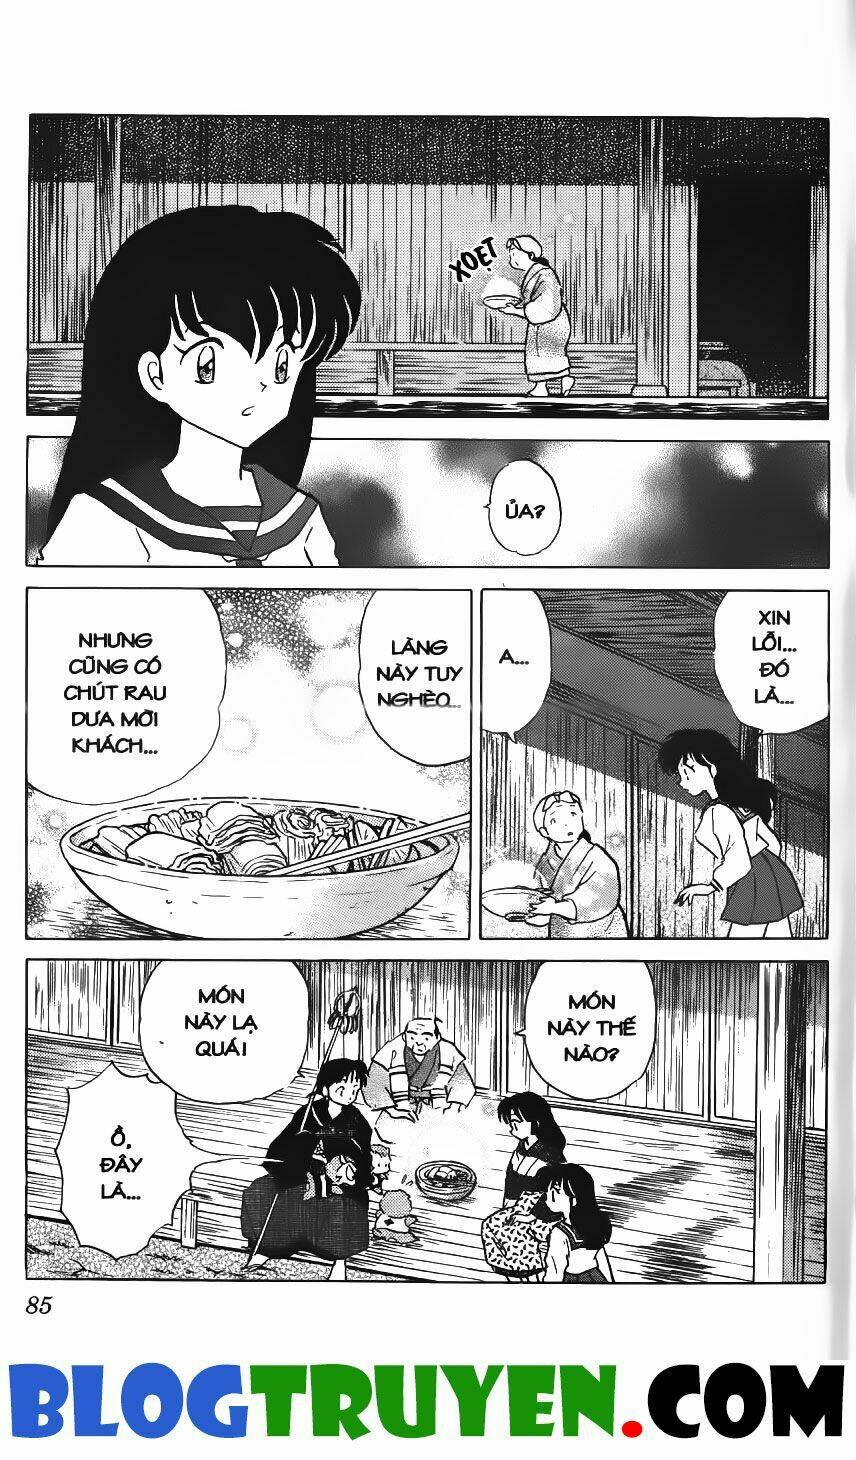 XOẸT
ỦA?
XIN
LỖI...
ĐÓ
LÀ...
A...
LÀNG
NÀY TUY
NGHÈO...
NHƯNG
CŨNG CÓ
CHÚT RAU
DƯA MỜI
KHÁCH...
MÓN
NÀY THẾ
NÀO?
MÓN
NÀY LẠ
QUÁ!
Ồ,
ĐÂY
LÀ...
85
BLOGTRUYEN.COM